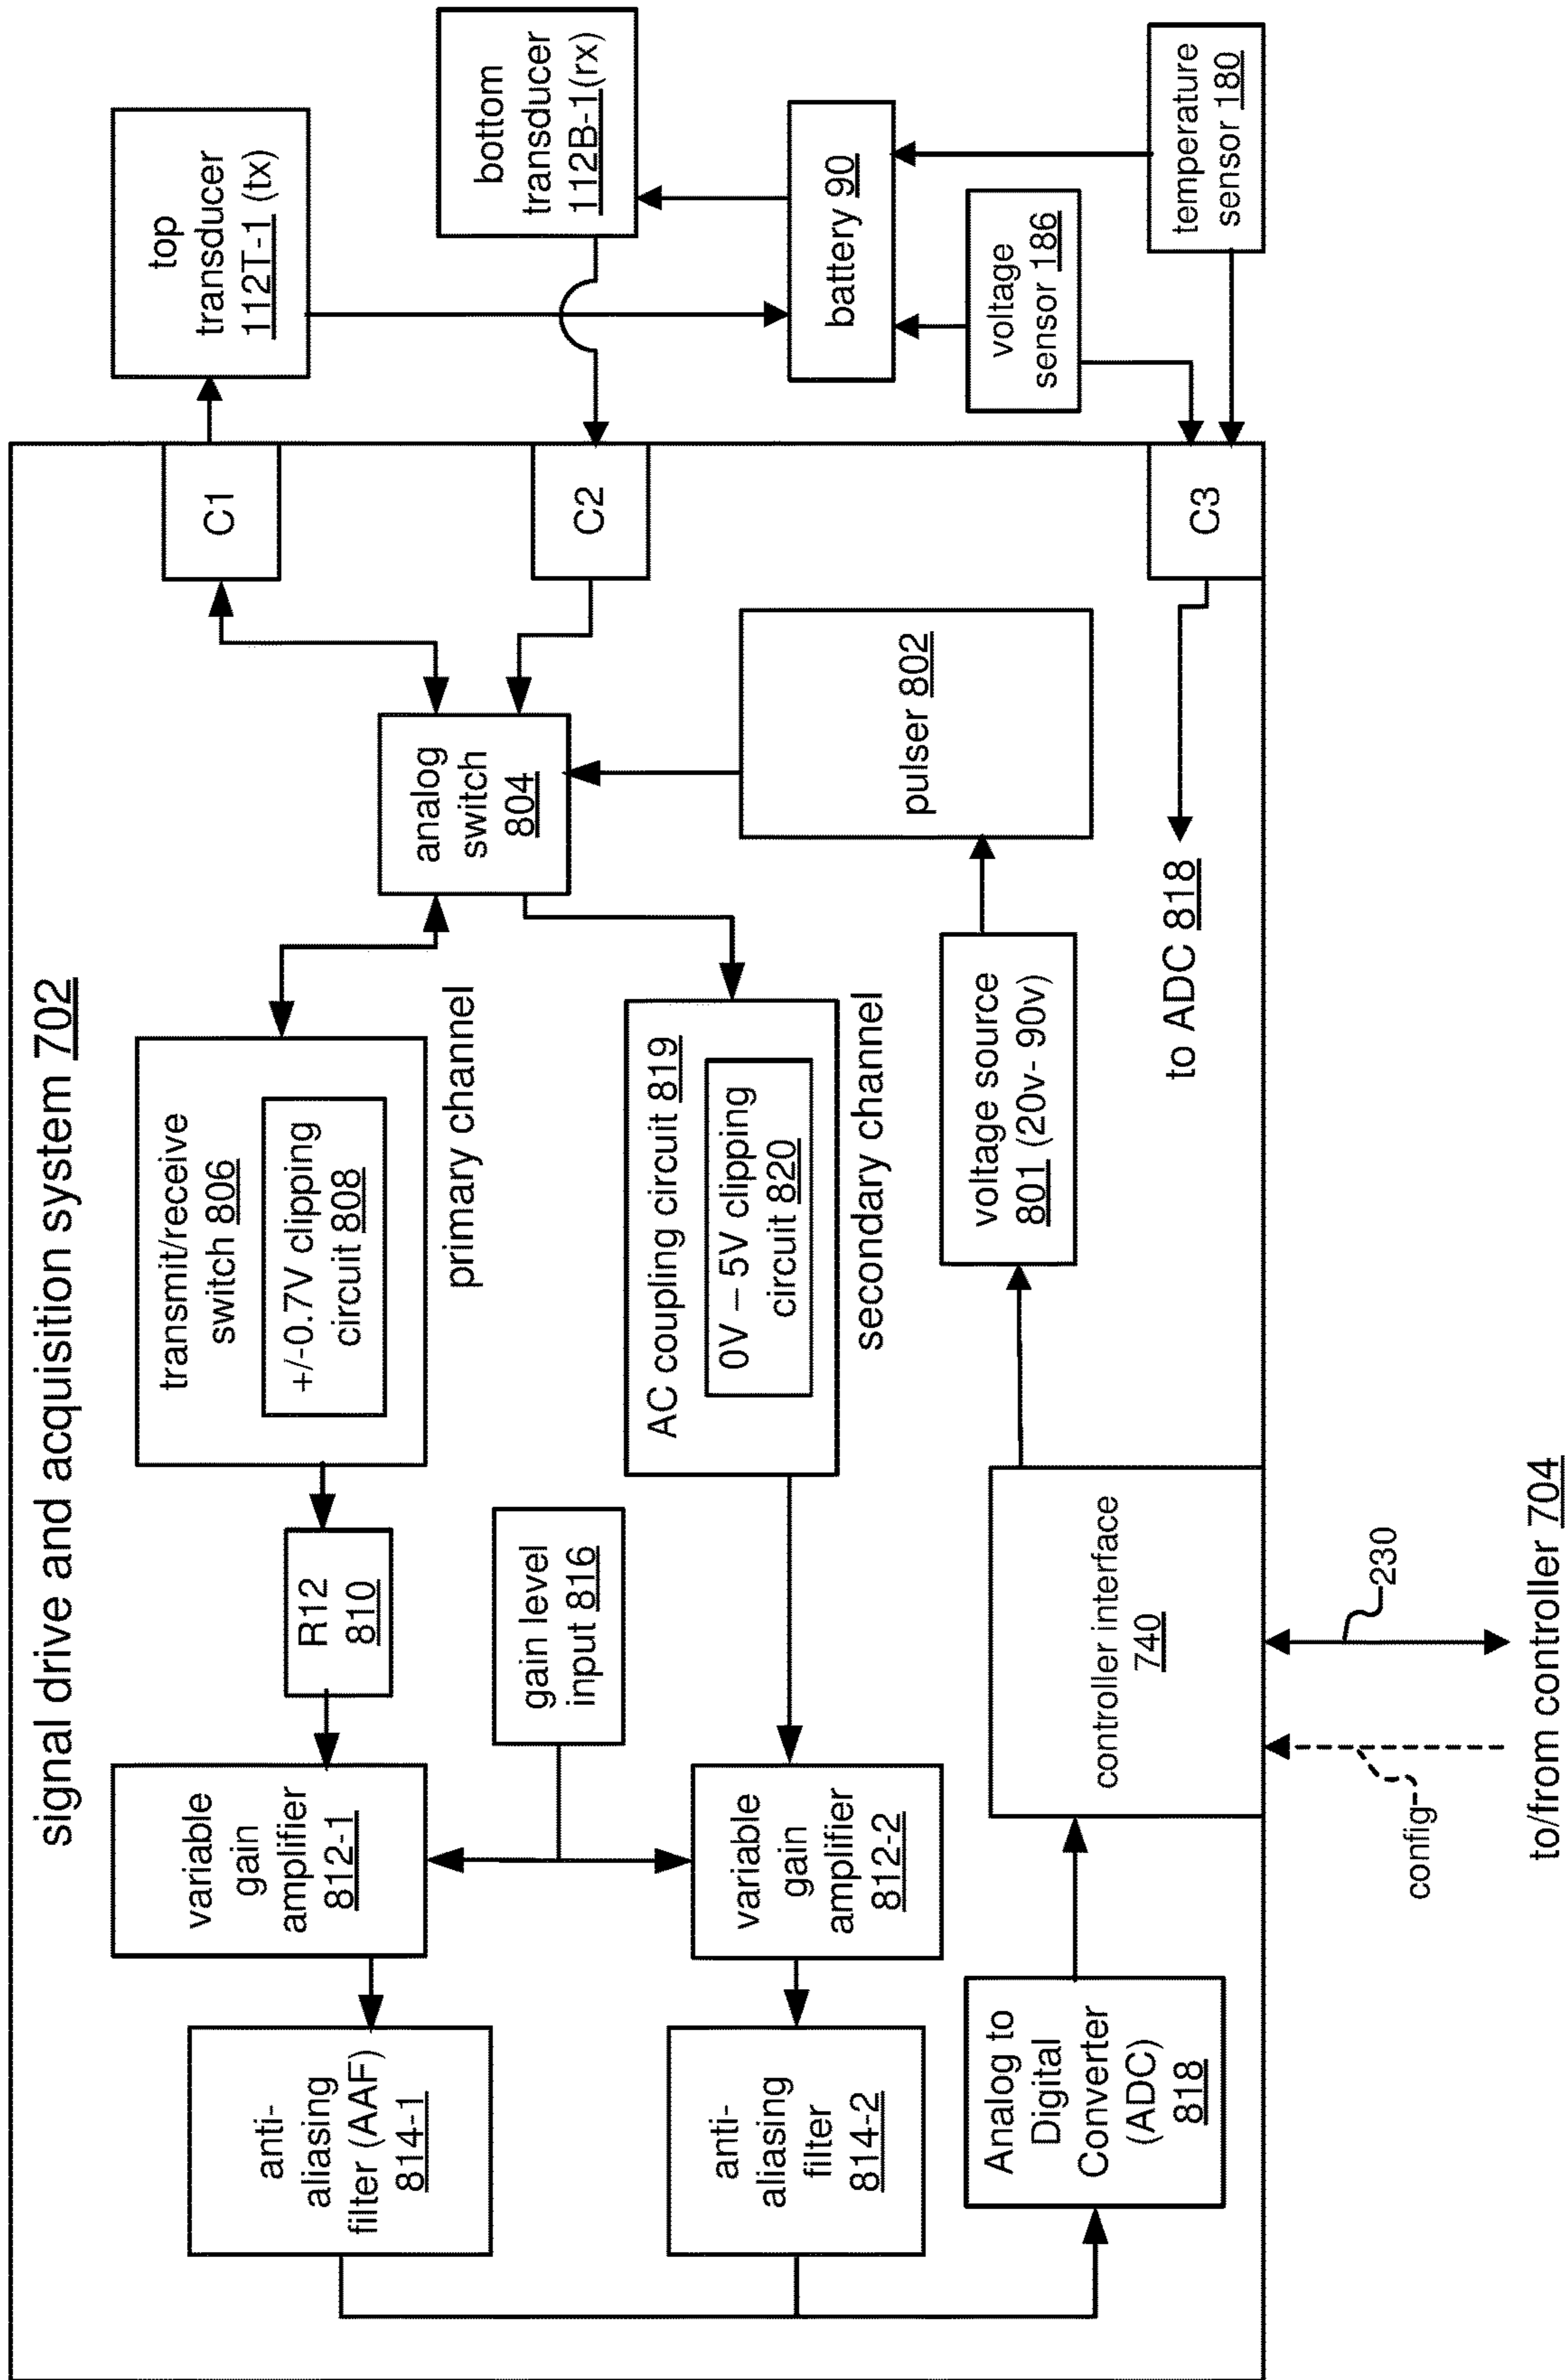 signal drive and acquisition system 702
anti-
aliasing
filter (AAF)
814-1
variable
gain
amplifier
812-1
R12
810
transmit/receive
switch 806
+/-0.7V clipping
circuit 808
primary channel
C1
top
transducer
112T-1 (tx)
gain level
input 816
analog
switch
804
C2
bottom
transducer
112B-1(rx)
anti-
aliasing
filter
814-2
variable
gain
amplifier
812-2
AC coupling circuit 819
0V – 5V clipping
circuit 820
secondary channel
pulser 802
battery 90
voltage
sensor 186
temperature
sensor 180
Analog to
Digital
Converter
(ADC)
818
controller interface
740
voltage source
801 (20v- 90v)
to ADC 818
C3
config
230
to/from controller 704